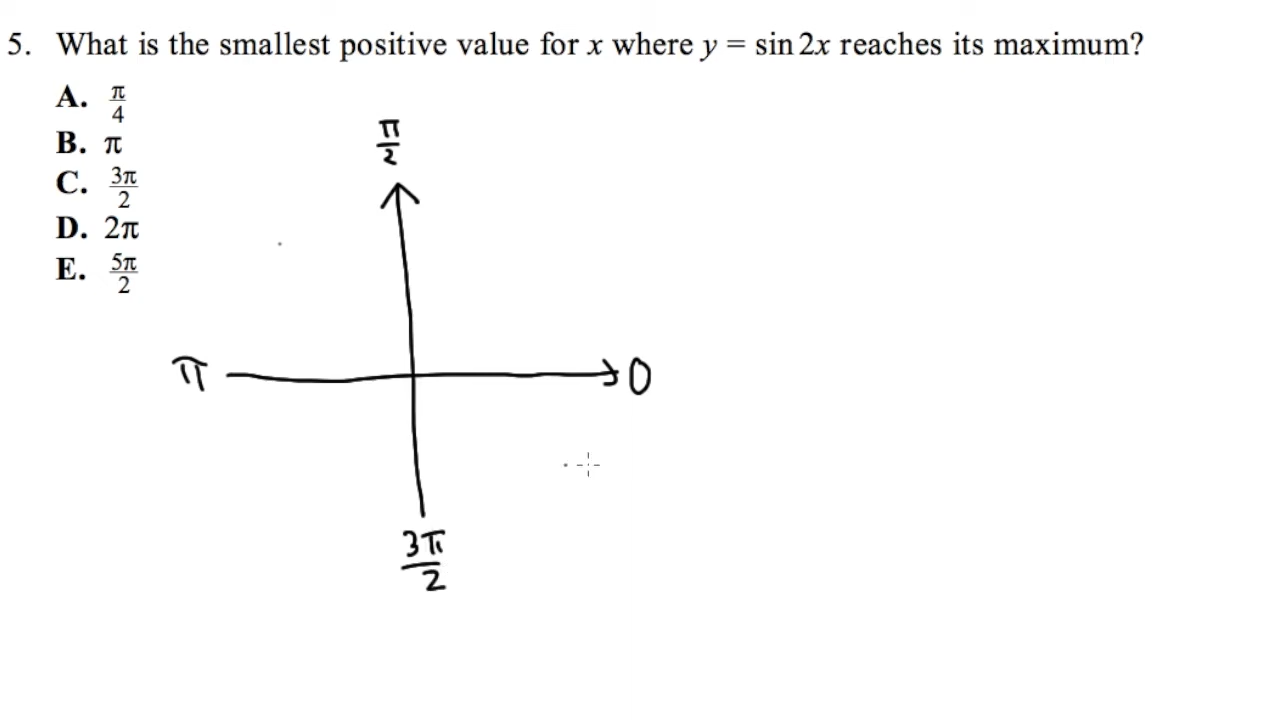 5. What is the smallest positive value for x where y = sin 2x reaches its maximum?
A. π/4
B. π
C. 3π/2
D. 2π
E. 5π/2
π/2
π
0
3π/2